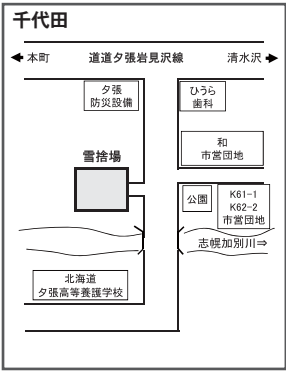 千代田
本町
道道夕張岩見沢線
清水沢
夕張
防災設備
ひうら
歯科
和
市営団地
雪捨場
公園
K61-1
K62-2
市営団地
志幌加別川⇒
北海道
夕張高等養護学校